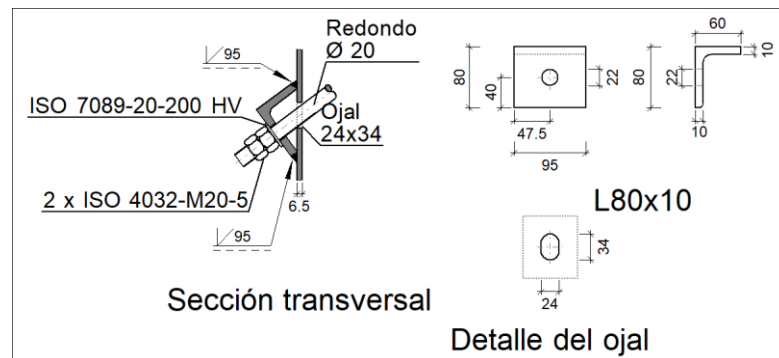 95
Redondo
Ø 20
ISO 7089-20-200 HV
Ojal
24x34
2 x ISO 4032-M20-5
6.5
95
80
40
22
47.5
95
60
10
80
22
10
L80x10
34
24
Sección transversal
Detalle del ojal